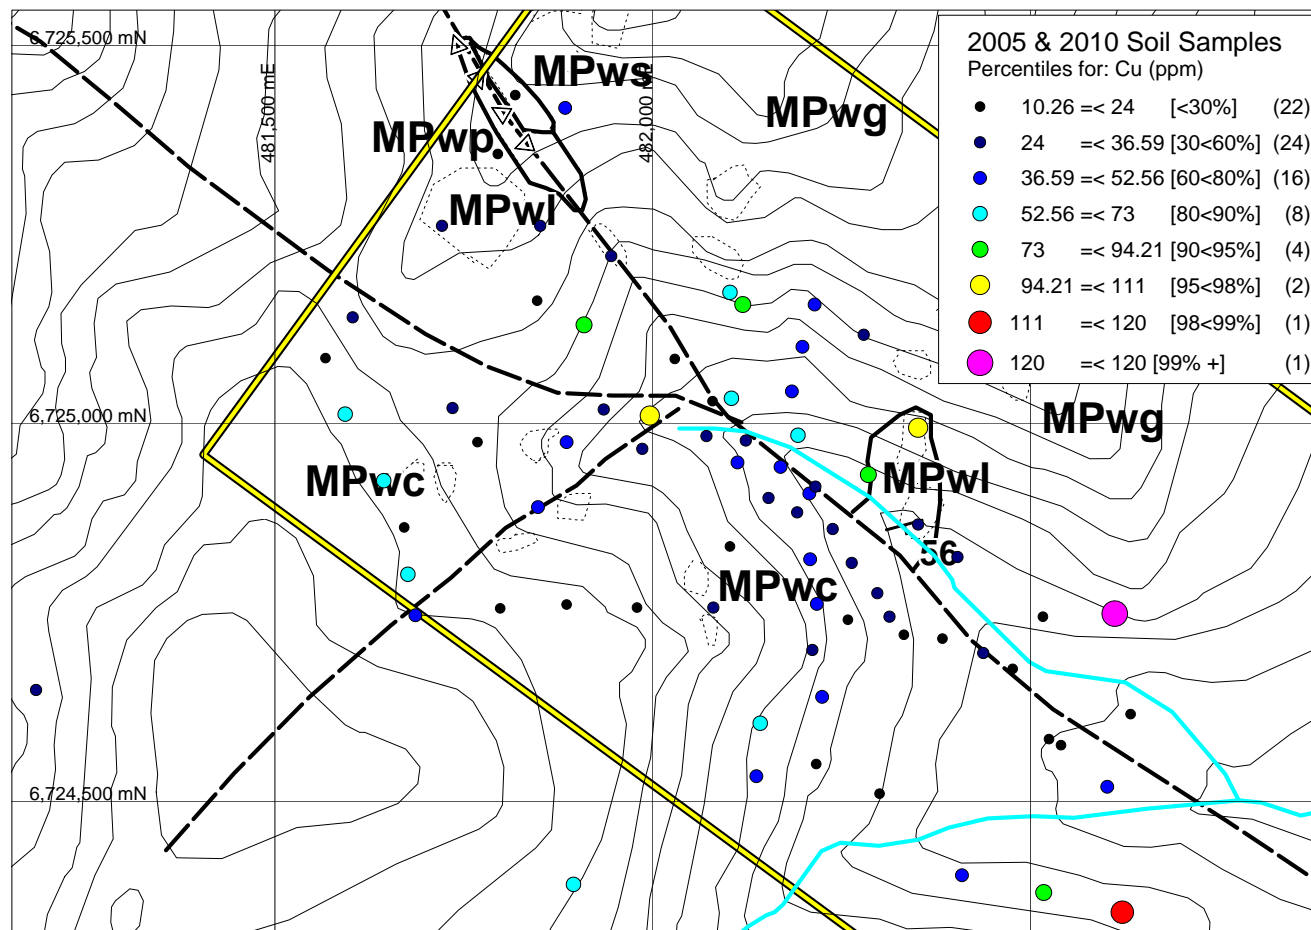 6,725,500 mN
481,500 mE
482,000 mE
MPws
MPwg
MPwp
MPwl
2005 & 2010 Soil Samples
Percentiles for: Cu (ppm)
10.26 =< 24 [<30%] (22)
24 =< 36.59 [30<60%] (24)
36.59 =< 52.56 [60<80%] (16)
52.56 =< 73 [80<90%] (8)
73 =< 94.21 [90<95%] (4)
94.21 =< 111 [95<98%] (2)
111 =< 120 [98<99%] (1)
120 =< 120 [99% +] (1)
6,725,000 mN
MPwg
MPwc
MPwl
56
MPwc
6,724,500 mN